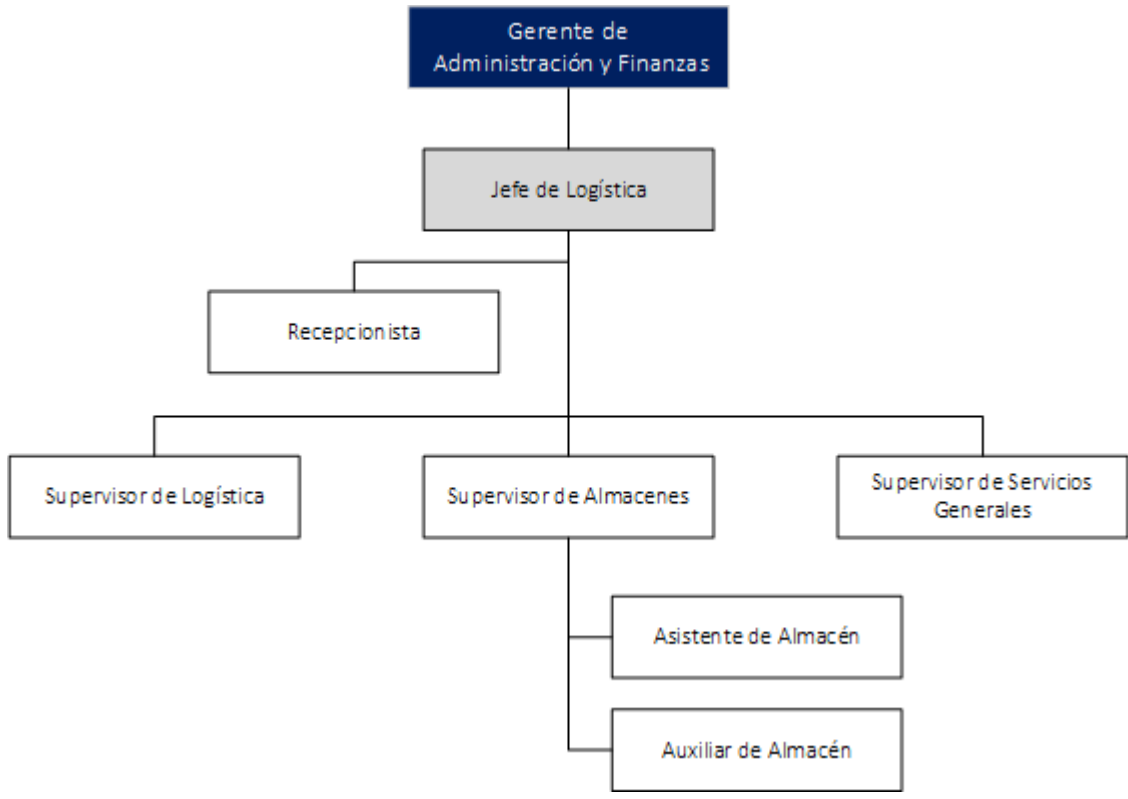 Gerente de
Administración y Finanzas
Jefe de Logística
Recepcionista
Supervisor de Logística
Supervisor de Almacenes
Supervisor de Servicios
Generales
Asistente de Almacén
Auxiliar de Almacén